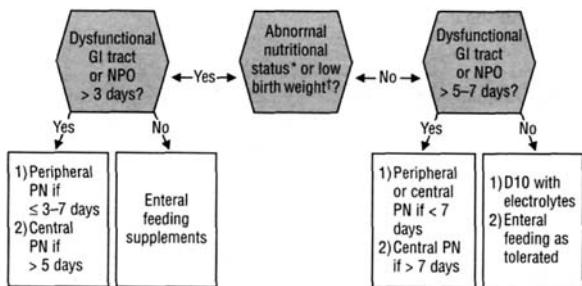 Dysfunctional
GI tract
or NPO
> 3 days?
Yes
Abnormal
nutritional
status* or low
birth weight†?
No
Dysfunctional
GI tract
or NPO
> 5–7 days?
Yes
No
Yes
No
1) Peripheral
PN if
≤ 3–7 days
2) Central
PN if
> 5 days
Enteral
feeding
supplements
1) Peripheral
or central
PN if < 7
days
2) Central PN
if > 7 days
1) D10 with
electrolytes
2) Enteral
feeding as
tolerated